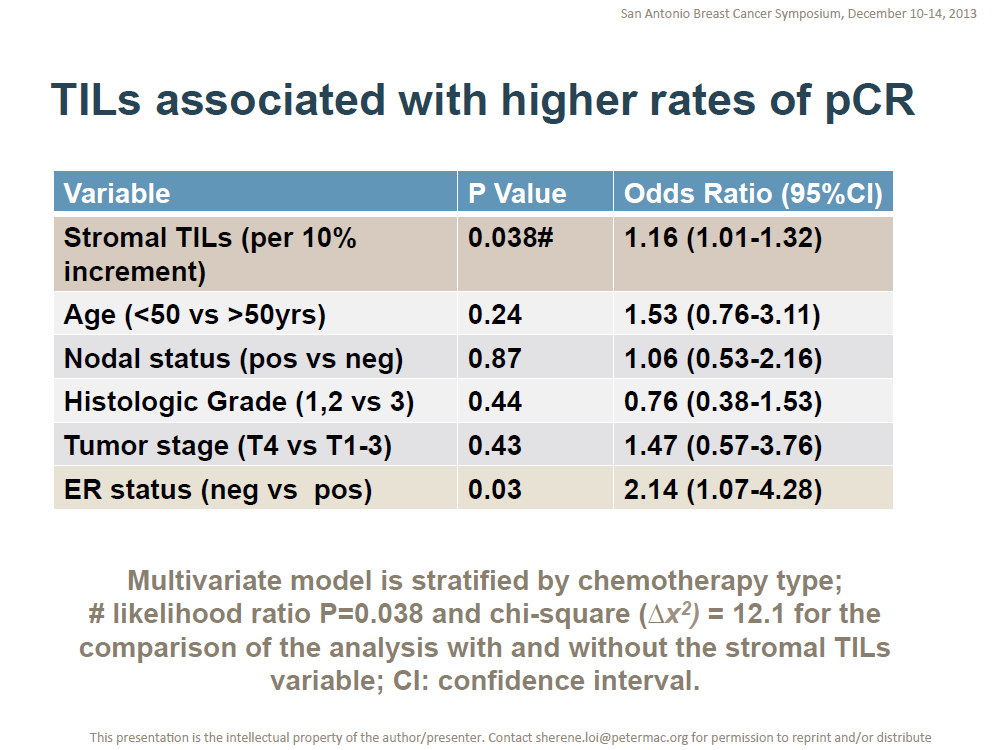 San Antonio Breast Cancer Symposium, December 10-14, 2013
TILs associated with higher rates of pCR
Variable P Value Odds Ratio (95%CI)
Stromal TILs (per 10% 0.038# 1.16 (1.01-1.32)
increment)
Age (<50 vs >50yrs) 0.24 1.53 (0.76-3.11)
Nodal status (pos vs neg) 0.87 1.06 (0.53-2.16)
Histologic Grade (1,2 vs 3) 0.44 0.76 (0.38-1.53)
Tumor stage (T4 vs T1-3) 0.43 1.47 (0.57-3.76)
ER status (neg vs  pos) 0.03 2.14 (1.07-4.28)
Multivariate model is stratified by chemotherapy type;
# likelihood ratio P=0.038 and chi-square (Δx²) = 12.1 for the
comparison of the analysis with and without the stromal TILs
variable; CI: confidence interval.
This presentation is the intellectual property of the author/presenter. Contact sherene.loi@petermac.org for permission to reprint and/or distribute